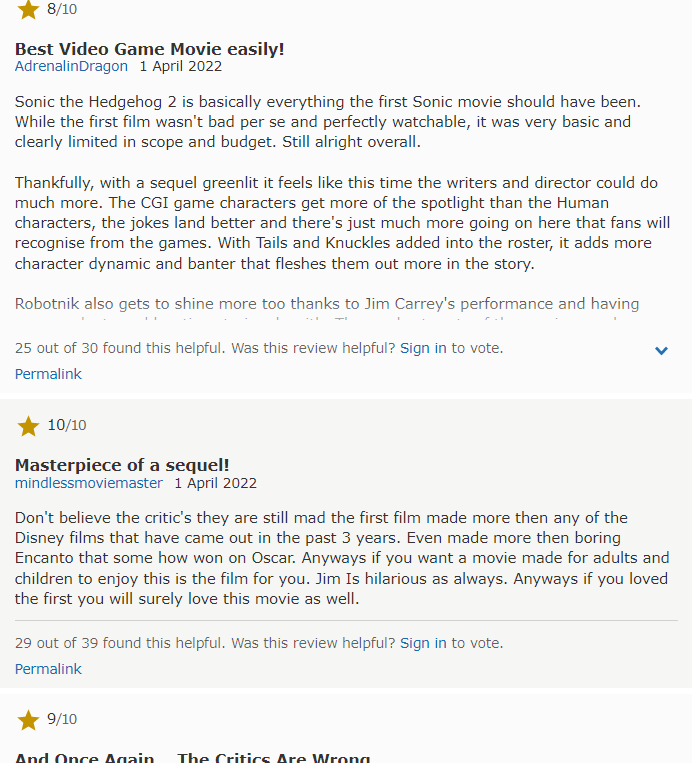 8/10
Best Video Game Movie easily!
AdrenalinDragon 1 April 2022
Sonic the Hedgehog 2 is basically everything the first Sonic movie should have been.
While the first film wasn't bad per se and perfectly watchable, it was very basic and
clearly limited in scope and budget. Still alright overall.
Thankfully, with a sequel greenlit it feels like this time the writers and director could do
much more. The CGI game characters get more of the spotlight than the Human
characters, the jokes land better and there's just much more going on here that fans will
recognise from the games. With Tails and Knuckles added into the roster, it adds more
character dynamic and banter that fleshes them out more in the story.
Robotnik also gets to shine more too thanks to Jim Carrey's performance and having
25 out of 30 found this helpful. Was this review helpful? Sign in to vote.
Permalink
10/10
Masterpiece of a sequel!
mindlessmoviemaster 1 April 2022
Don't believe the critic's they are still mad the first film made more then any of the
Disney films that have came out in the past 3 years. Even made more then boring
Encanto that some how won on Oscar. Anyways if you want a movie made for adults and
children to enjoy this is the film for you. Jim Is hilarious as always. Anyways if you loved
the first you will surely love this movie as well.
29 out of 39 found this helpful. Was this review helpful? Sign in to vote.
Permalink
9/10
And Once Again... The Critics Are Wrong